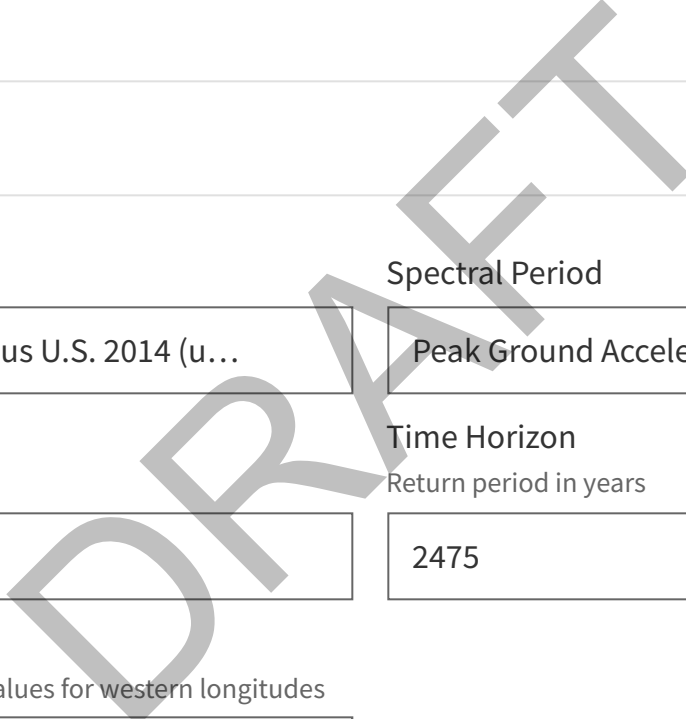 Spectral Period
us U.S. 2014 (u…
Peak Ground Accele
Time Horizon
Return period in years
2475
alues for western longitudes
DRAFT